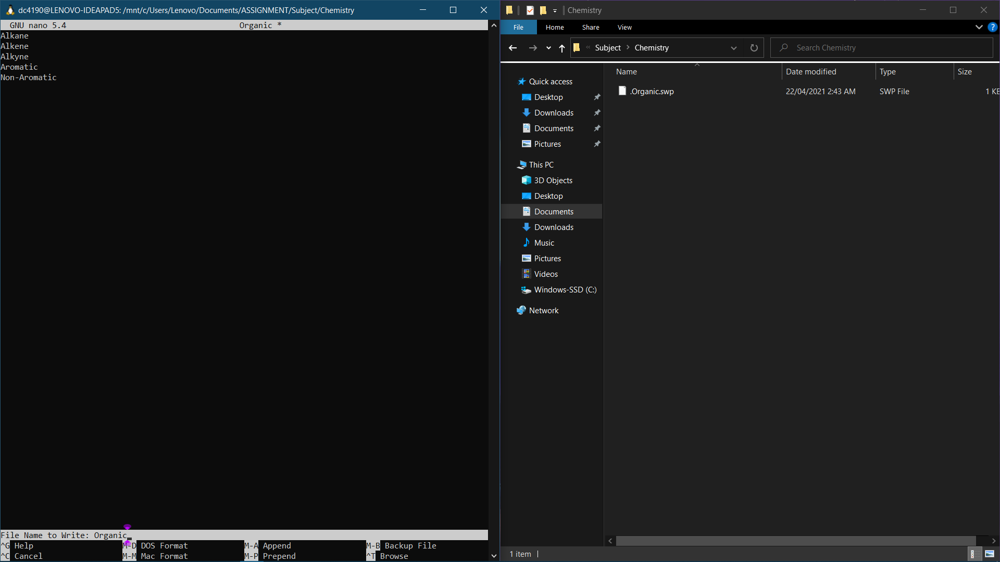 dc4190@LENOVO-IDEAPAD5: /mnt/c/Users/Lenovo/Documents/ASSIGNMENT/Subject/Chemistry
GNU nano 5.4 Organic *
Alkane
Alkene
Alkyne
Aromatic
Non-Aromatic
File Name to Write: Organic
^G Help M-D DOS Format M-A Append M-B Backup File
^C Cancel M-M Mac Format M-P Prepend ^T Browse
Chemistry
File Home Share View
Subject > Chemistry
Search Chemistry
Name Date modified Type Size
.Organic.swp 22/04/2021 2:43 AM SWP File 1 KB
Quick access
Desktop
Downloads
Documents
Pictures
This PC
3D Objects
Desktop
Documents
Downloads
Music
Pictures
Videos
Windows-SSD (C:)
Network
1 item